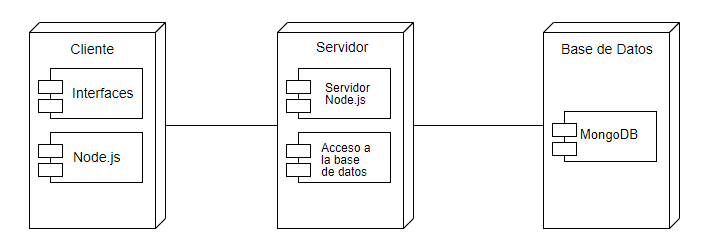 Cliente
Interfaces
Node.js
Servidor
Servidor
Node.js
Acceso a
la base
de datos
Base de Datos
MongoDB